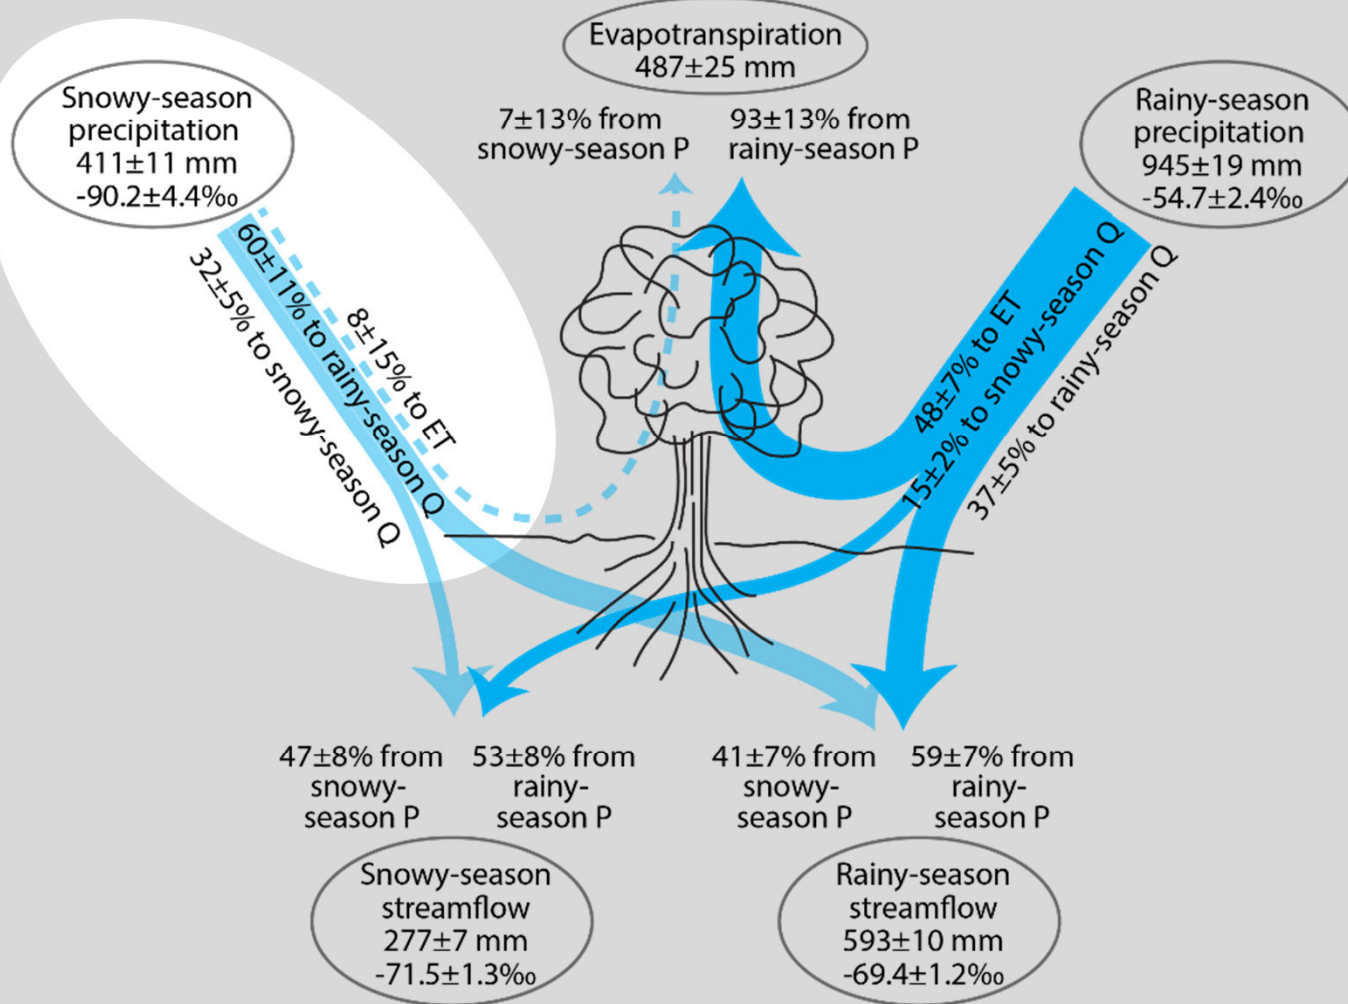 Evapotranspiration
487±25 mm
Snowy-season
precipitation
411±11 mm
-90.2±4.4‰
7±13% from
snowy-season P
93±13% from
rainy-season P
Rainy-season
precipitation
945±19 mm
-54.7±2.4‰
32±5% to snowy-season Q
60±11% to rainy-season Q
8±15% to ET
48±7% to ET
15±2% to snowy-season Q
37±5% to rainy-season Q
47±8% from
snowy-
season P
53±8% from
rainy-
season P
41±7% from
snowy-
season P
59±7% from
rainy-
season P
Snowy-season
streamflow
277±7 mm
-71.5±1.3‰
Rainy-season
streamflow
593±10 mm
-69.4±1.2‰